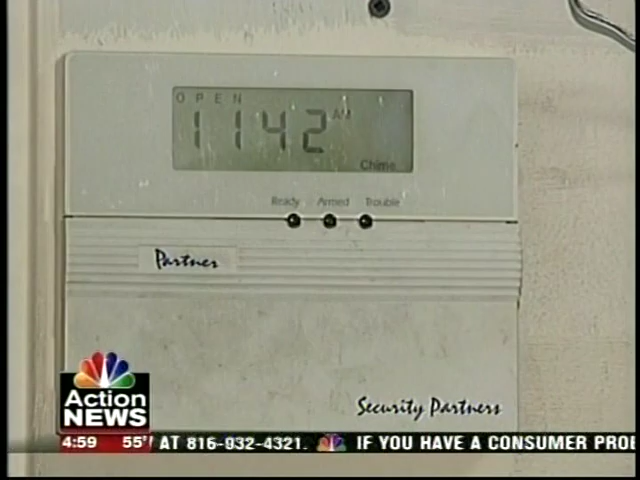 OPEN
1142 AM
Chime
Ready Armed Trouble
Partner
Security Partners
Action
NEWS
4:59 55° AT 816-932-4321. IF YOU HAVE A CONSUMER PROB